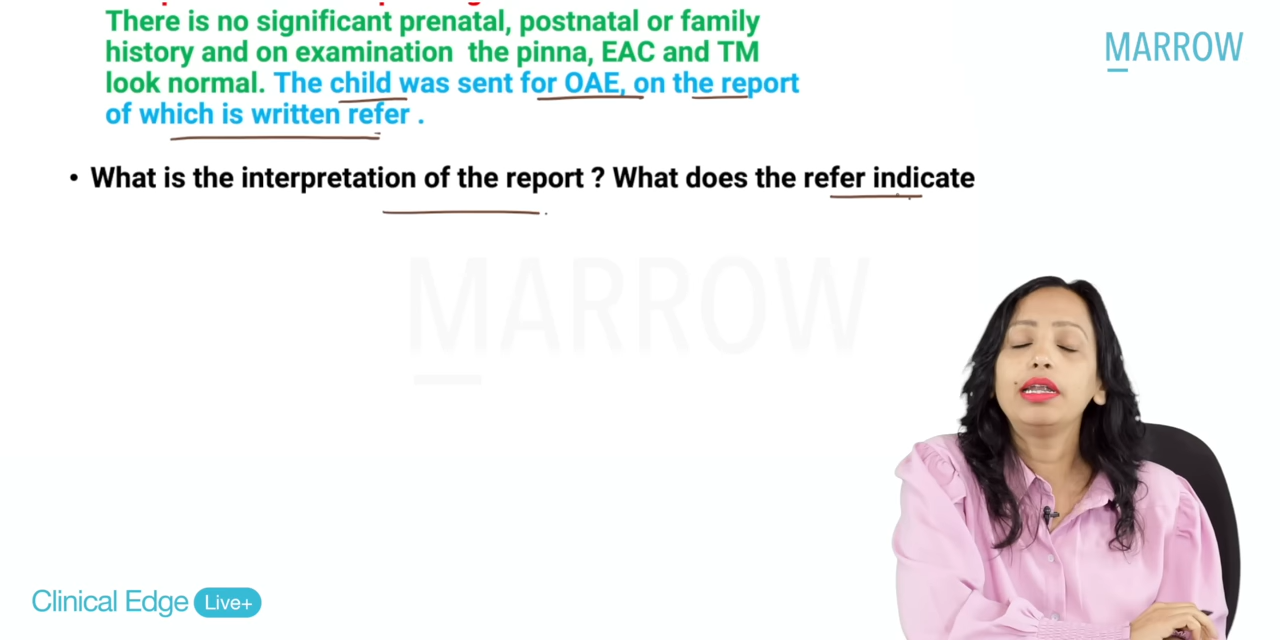 There is no significant prenatal, postnatal or family
history and on examination the pinna, EAC and TM
look normal. The child was sent for OAE, on the report
of which is written refer .
• What is the interpretation of the report ? What does the refer indicate
MARROW
MARROW
Clinical Edge Live+